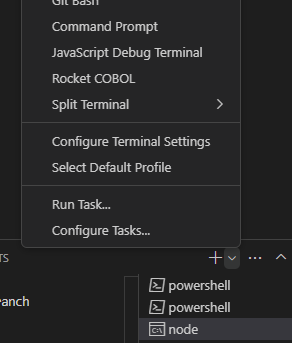 Git Bash
Command Prompt
JavaScript Debug Terminal
Rocket COBOL
Split Terminal
Configure Terminal Settings
Select Default Profile
Run Task...
Configure Tasks...
TS
powershell
anch
powershell
node